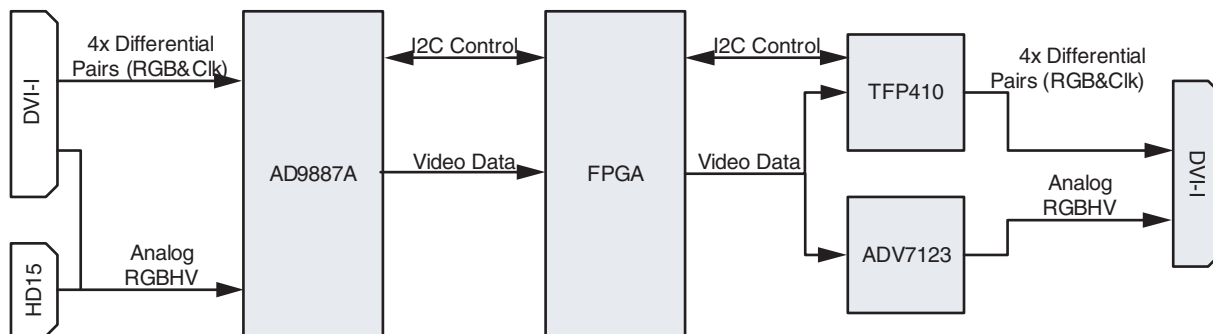 DVI-I
4x Differential
Pairs (RGB&Clk)
HD15
Analog
RGBHV
AD9887A
I2C Control
Video Data
FPGA
I2C Control
Video Data
TFP410
ADV7123
4x Differential
Pairs (RGB&Clk)
Analog
RGBHV
DVI-I